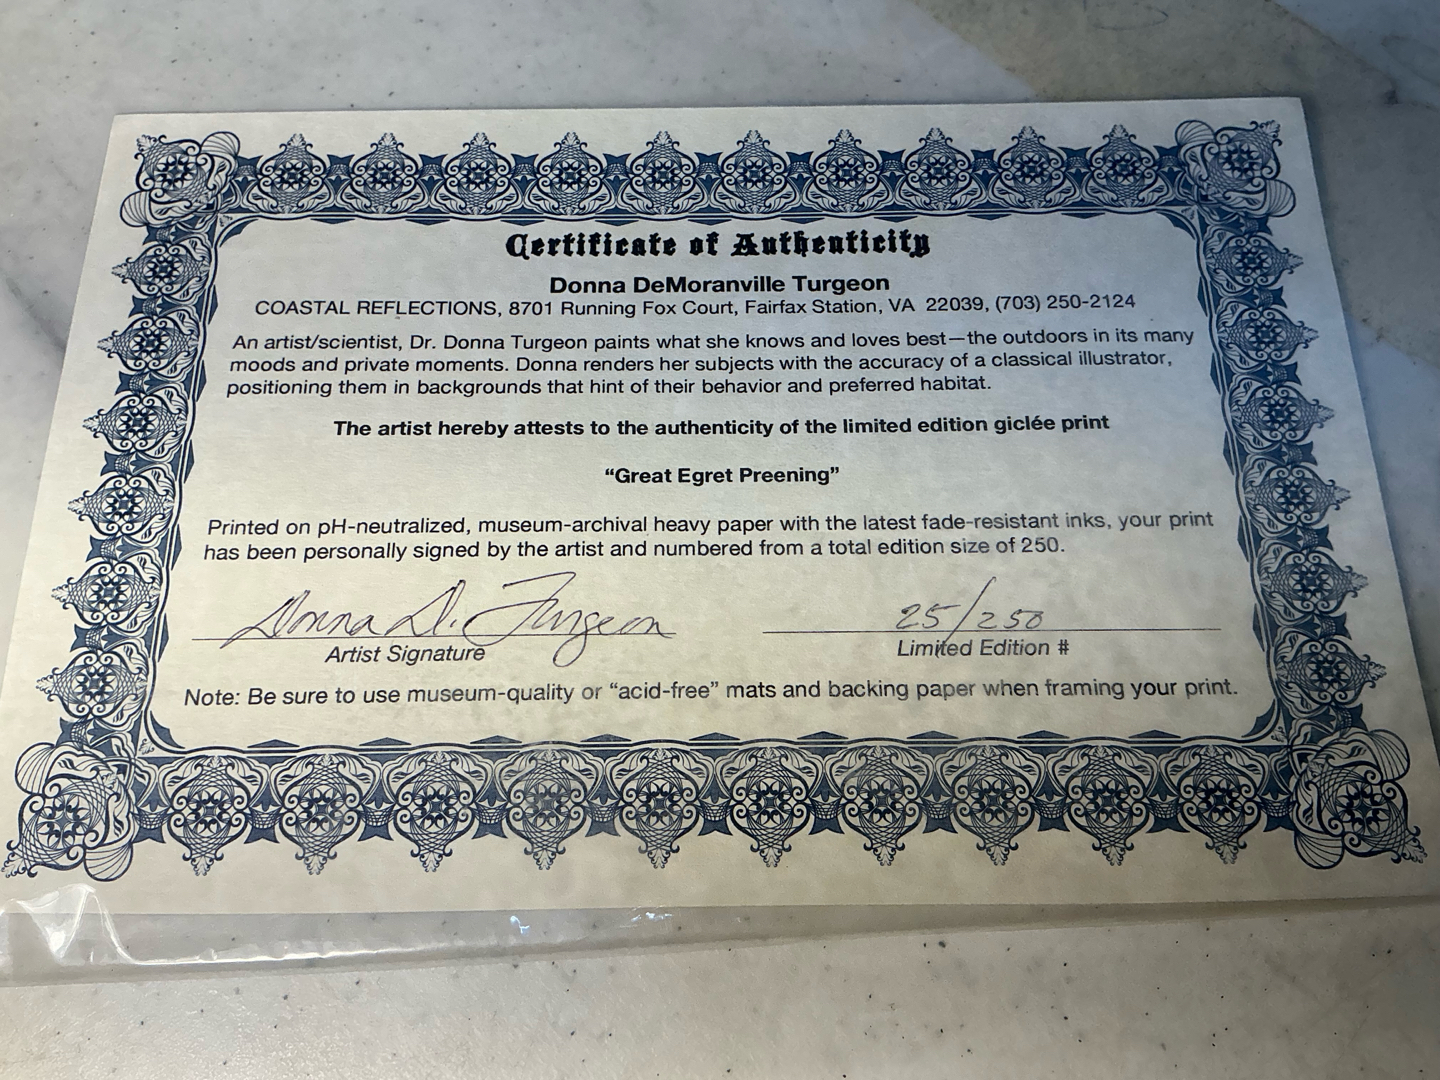 Certificate of Authenticity
Donna DeMoranville Turgeon
COASTAL REFLECTIONS, 8701 Running Fox Court, Fairfax Station, VA 22039, (703) 250-2124
An artist/scientist, Dr. Donna Turgeon paints what she knows and loves best—the outdoors in its many
moods and private moments. Donna renders her subjects with the accuracy of a classical illustrator,
positioning them in backgrounds that hint of their behavior and preferred habitat.
The artist hereby attests to the authenticity of the limited edition giclée print
“Great Egret Preening”
Printed on pH-neutralized, museum-archival heavy paper with the latest fade-resistant inks, your print
has been personally signed by the artist and numbered from a total edition size of 250.
Donna D. Turgeon 25/250
Artist Signature Limited Edition #
Note: Be sure to use museum-quality or “acid-free” mats and backing paper when framing your print.